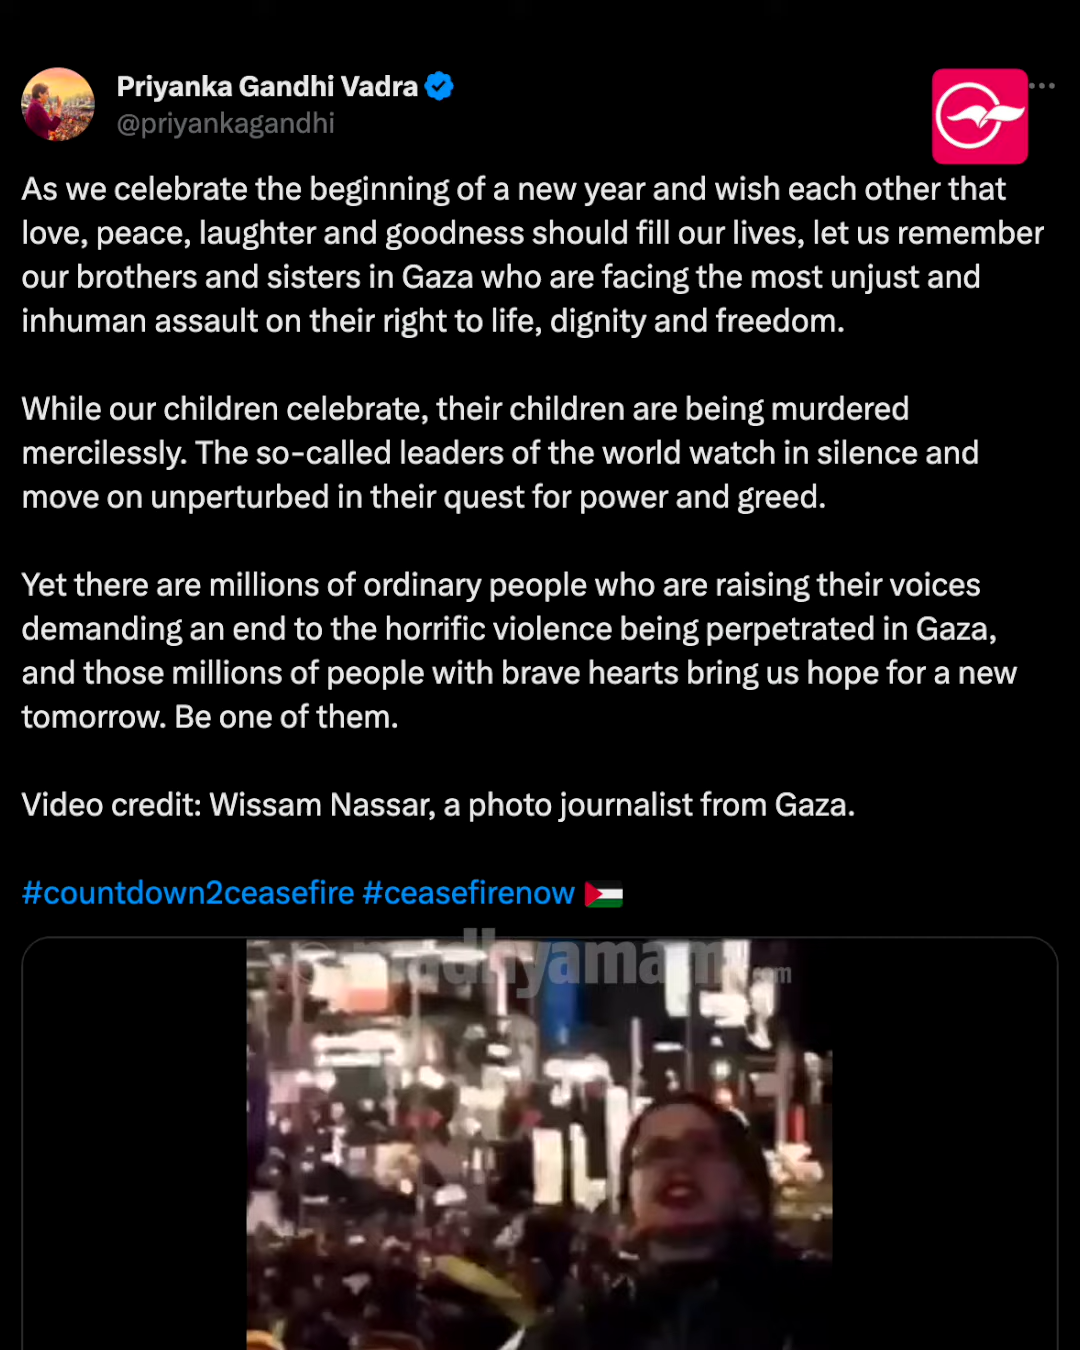 Priyanka Gandhi Vadra
@priyankagandhi
As we celebrate the beginning of a new year and wish each other that
love, peace, laughter and goodness should fill our lives, let us remember
our brothers and sisters in Gaza who are facing the most unjust and
inhuman assault on their right to life, dignity and freedom.
While our children celebrate, their children are being murdered
mercilessly. The so-called leaders of the world watch in silence and
move on unperturbed in their quest for power and greed.
Yet there are millions of ordinary people who are raising their voices
demanding an end to the horrific violence being perpetrated in Gaza,
and those millions of people with brave hearts bring us hope for a new
tomorrow. Be one of them.
Video credit: Wissam Nassar, a photo journalist from Gaza.
#countdown2ceasefire #ceasefirenow
madhyamam.com